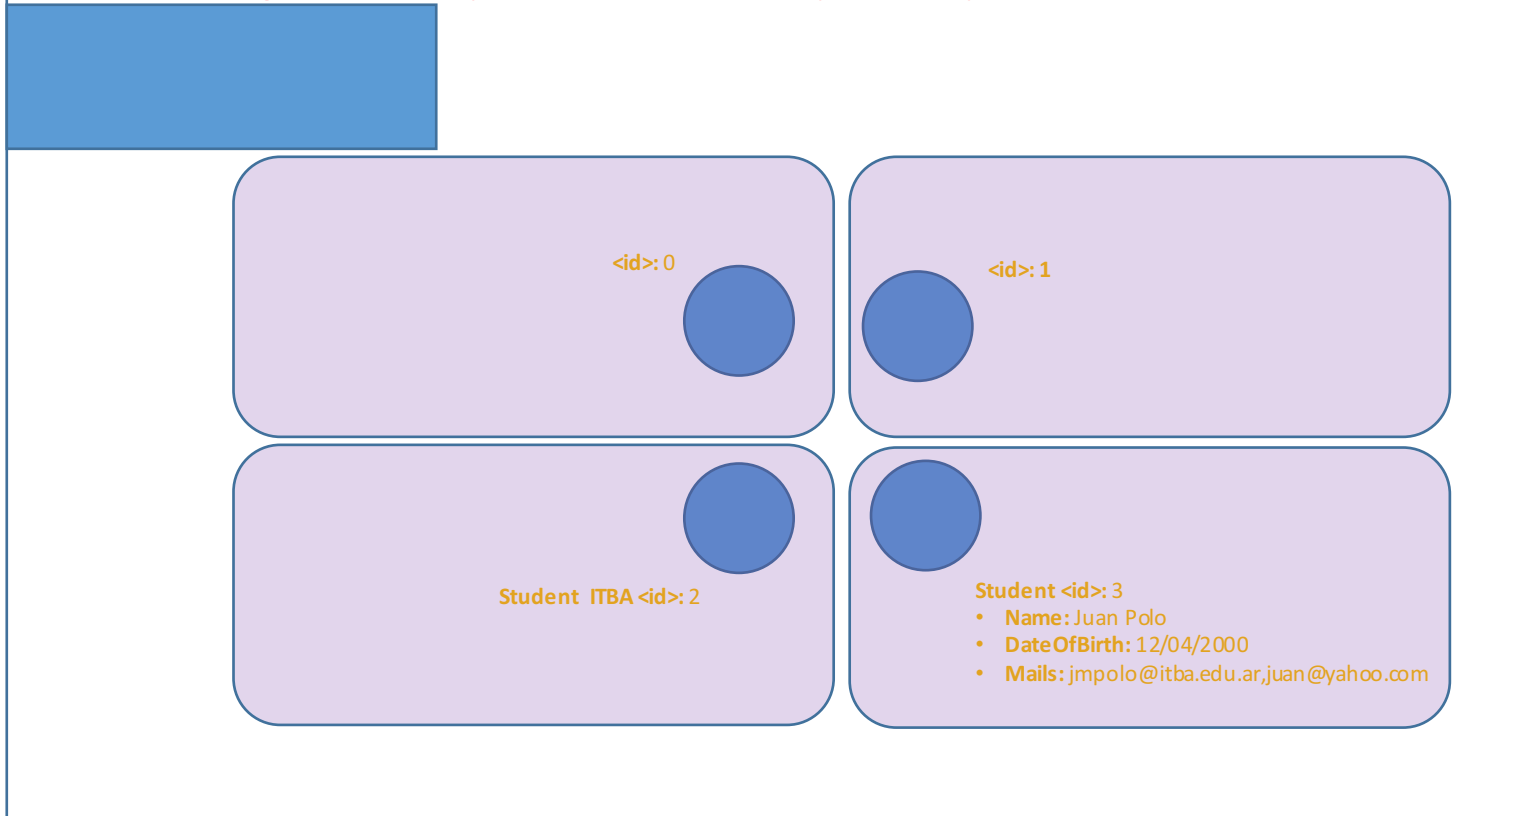 <id>: 0
<id>: 1
Student ITBA <id>: 2
Student <id>: 3
• Name: Juan Polo
• DateOfBirth: 12/04/2000
• Mails: jmpolo@itba.edu.ar,juan@yahoo.com